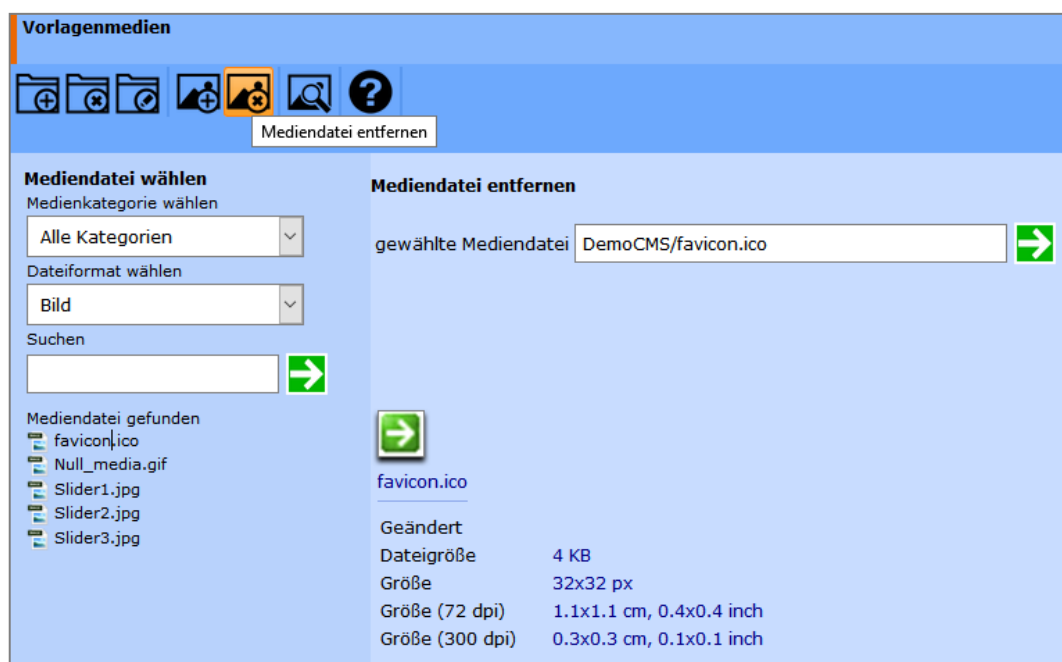 Vorlagenmedien
Mediendatei entfernen
Mediendatei wählen
Medienkategorie wählen
Alle Kategorien
Dateiformat wählen
Bild
Suchen
Mediendatei gefunden
favicon.ico
Null_media.gif
Slider1.jpg
Slider2.jpg
Slider3.jpg
Mediendatei entfernen
gewählte Mediendatei DemoCMS/favicon.ico
favicon.ico
Geändert
Dateigröße 4 KB
Größe 32x32 px
Größe (72 dpi) 1.1x1.1 cm, 0.4x0.4 inch
Größe (300 dpi) 0.3x0.3 cm, 0.1x0.1 inch